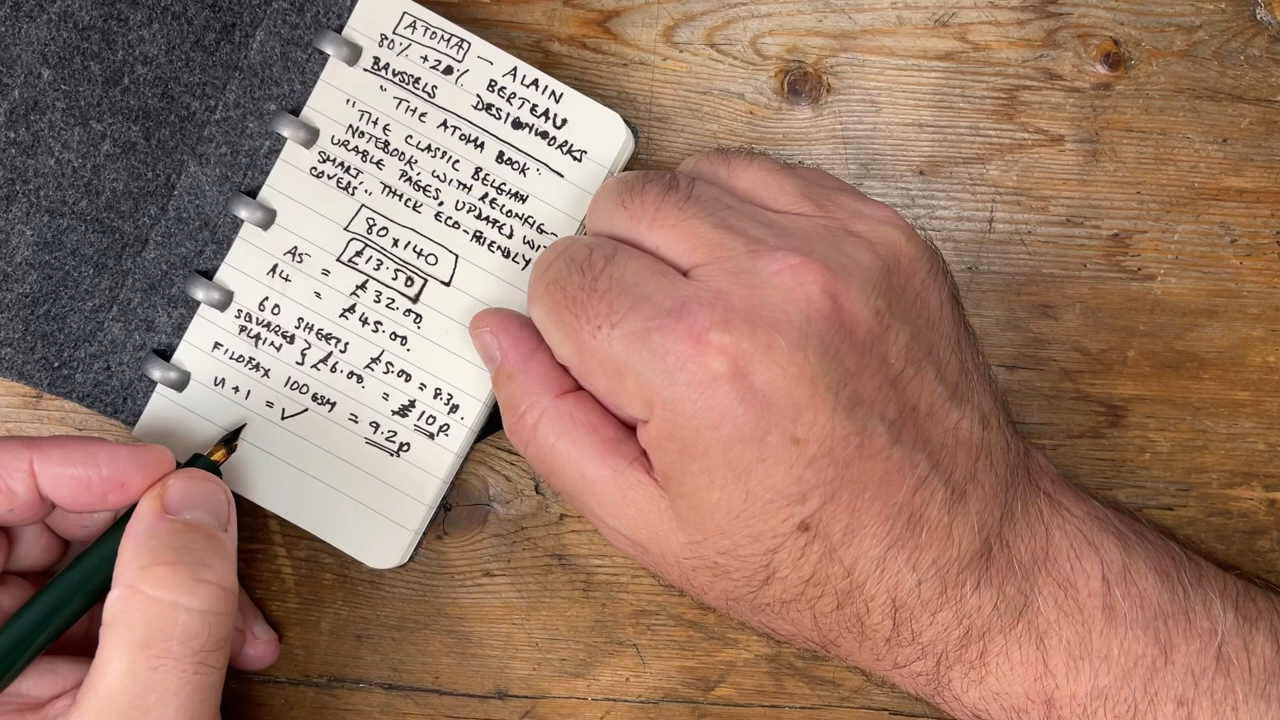 ATOMA — ALAIN
80% + 20% BERTEAU
BRUSSELS DESIGNWORKS
"THE ATOMA BOOK."
"THE CLASSIC BELGIAN
NOTEBOOK, WITH RECONFIG-
URABLE PAGES, UPDATED WI
SMART, THICK ECO-FRIENDLY
COVERS."
80 x 140
£13.50
A5 = £32.00.
A4 = £45.00.
60 SHEETS £5.00 = 8.3p.
SQUARED
PLAIN } £6.00. = 10p
FILOFAX 100GSM = 9.2p
n+1 = ✓